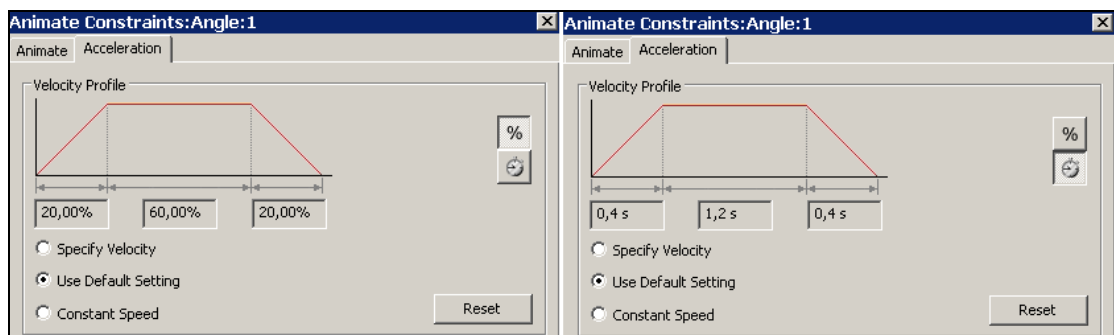 Animate Constraints:Angle:1
Animate Acceleration
Velocity Profile
%
20,00% 60,00% 20,00%
Specify Velocity
Use Default Setting
Constant Speed
Reset
Animate Constraints:Angle:1
Animate Acceleration
Velocity Profile
%
0,4 s 1,2 s 0,4 s
Specify Velocity
Use Default Setting
Constant Speed
Reset